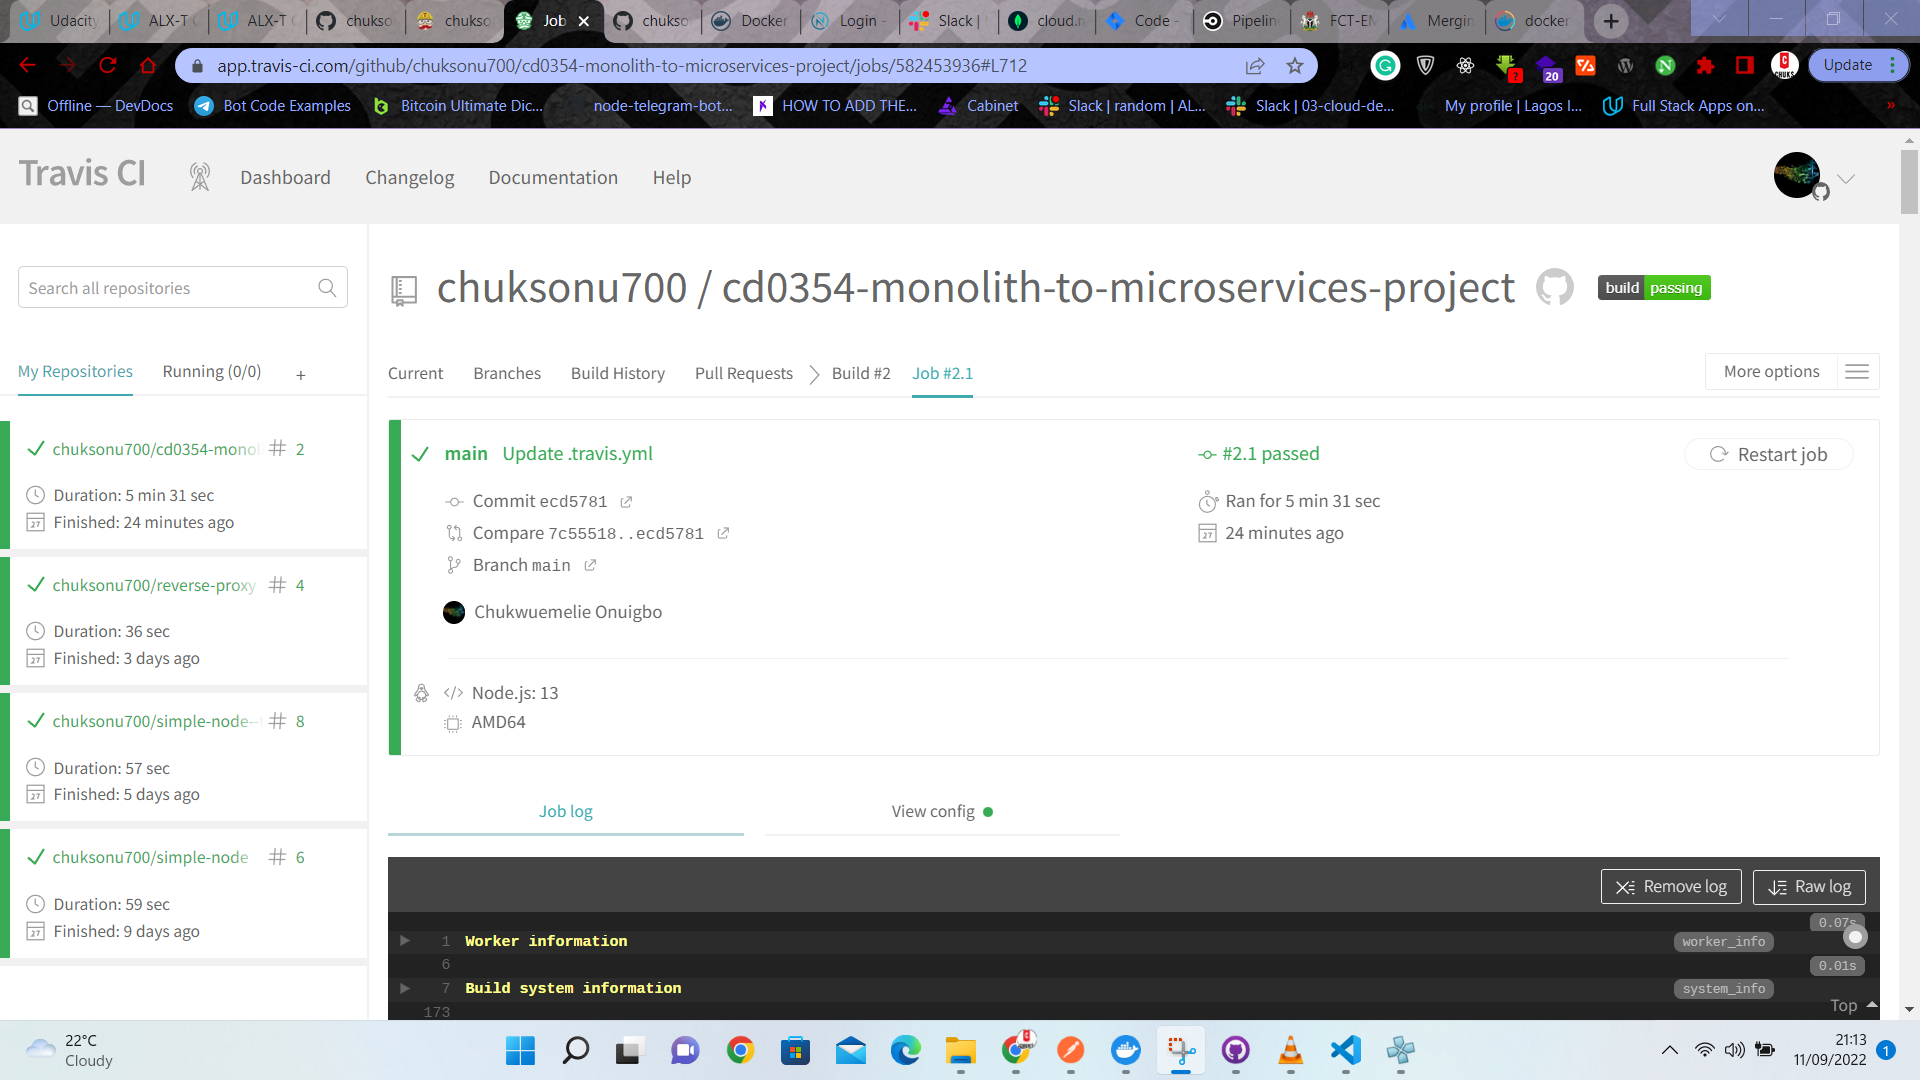 Udacity
ALX-T
ALX-T
chukso
chukso
Job
chukso
Docker
Login -
Slack |
cloud.
Code -
Pipelin
FCT-EM
Mergin
docker
app.travis-ci.com/github/chuksonu700/cd0354-monolith-to-microservices-project/jobs/582453936#L712
20
?
CHUKS
Update
Offline — DevDocs
Bot Code Examples
Bitcoin Ultimate Dic...
node-telegram-bot...
HOW TO ADD THE...
Cabinet
Slack | random | AL...
Slack | 03-cloud-de...
My profile | Lagos I...
Full Stack Apps on...
»
Travis CI
Dashboard
Changelog
Documentation
Help
Search all repositories
chuksonu700 / cd0354-monolith-to-microservices-project
build passing
My Repositories
Running (0/0)
+
Current
Branches
Build History
Pull Requests
Build #2
Job #2.1
More options
chuksonu700/cd0354-monol
# 2
Duration: 5 min 31 sec
Finished: 24 minutes ago
chuksonu700/reverse-proxy
# 4
Duration: 36 sec
Finished: 3 days ago
chuksonu700/simple-node-
# 8
Duration: 57 sec
Finished: 5 days ago
chuksonu700/simple-node
# 6
Duration: 59 sec
Finished: 9 days ago
main Update .travis.yml
#2.1 passed
Restart job
Commit ecd5781
Ran for 5 min 31 sec
Compare 7c55518..ecd5781
24 minutes ago
Branch main
Chukwuemelie Onuigbo
</> Node.js: 13
AMD64
Job log
View config
Remove log
Raw log
0.07s
1 Worker information
worker_info
6
0.01s
7 Build system information
system_info
173
Top
22°C
Cloudy
21:13
11/09/2022
1